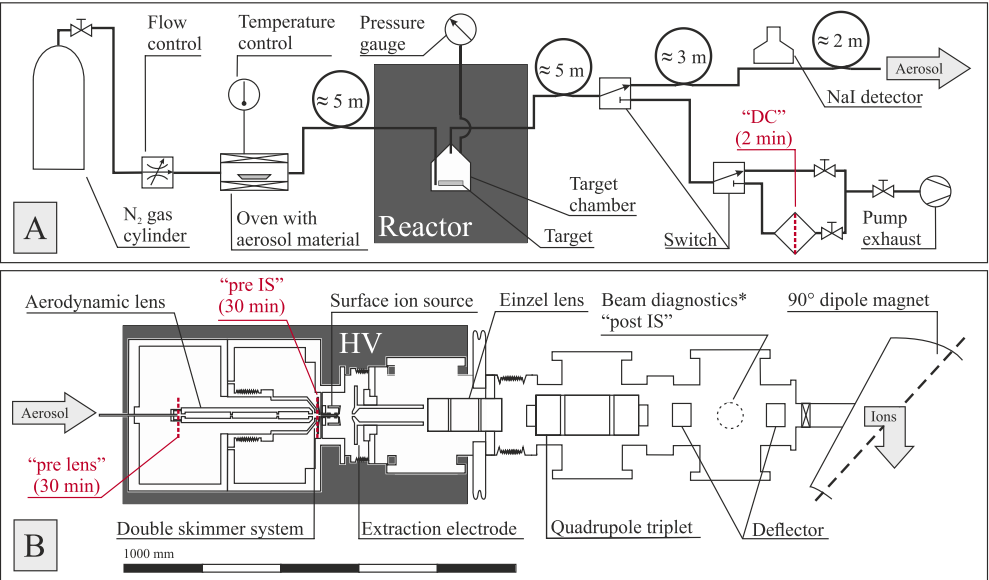 Flow
control
Temperature
control
Pressure
gauge
≈ 5 m
≈ 5 m
≈ 3 m
≈ 2 m
Aerosol
NaI detector
“DC”
(2 min)
Reactor
Target
chamber
Target
Switch
Pump
exhaust
A
N₂ gas
cylinder
Oven with
aerosol material
Aerodynamic lens
“pre IS”
(30 min)
Surface ion source
Einzel lens
Beam diagnostics*
“post IS”
90° dipole magnet
HV
Aerosol
Ions
“pre lens”
(30 min)
Double skimmer system
Extraction electrode
Quadrupole triplet
Deflector
B
1000 mm